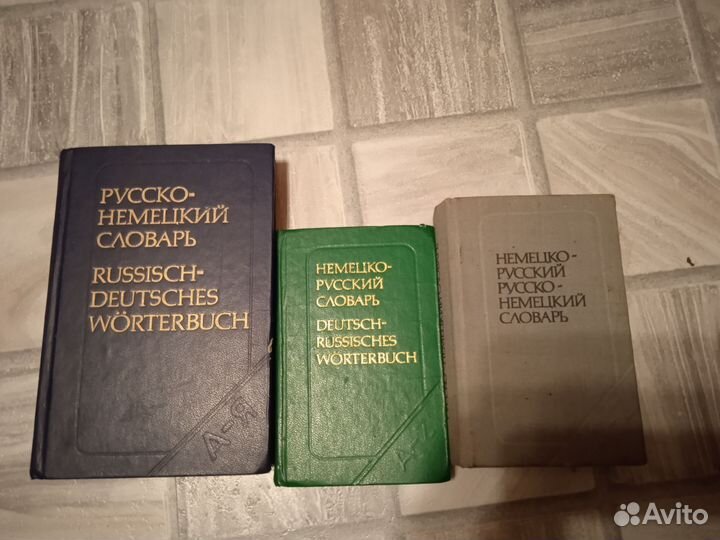 РУССКО-
НЕМЕЦКИЙ
СЛОВАРЬ
RUSSISCH-
DEUTSCHES
WÖRTERBUCH
А-Я
НЕМЕЦКО-
РУССКИЙ
СЛОВАРЬ
DEUTSCH-
RUSSISCHES
WÖRTERBUCH
A-Z
НЕМЕЦКО-
РУССКИЙ
РУССКО-
НЕМЕЦКИЙ
СЛОВАРЬ
Avito